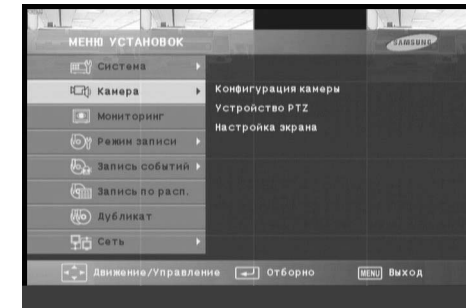 МЕНЮ УСТАНОВОК
SAMSUNG
Система
Камера
Мониторинг
Режим записи
Запись событий
Запись по расп.
Дубликат
Сеть
Конфигурация камеры
Устройство PTZ
Настройка экрана
Движение/Управление
Отборно
MENU Выход